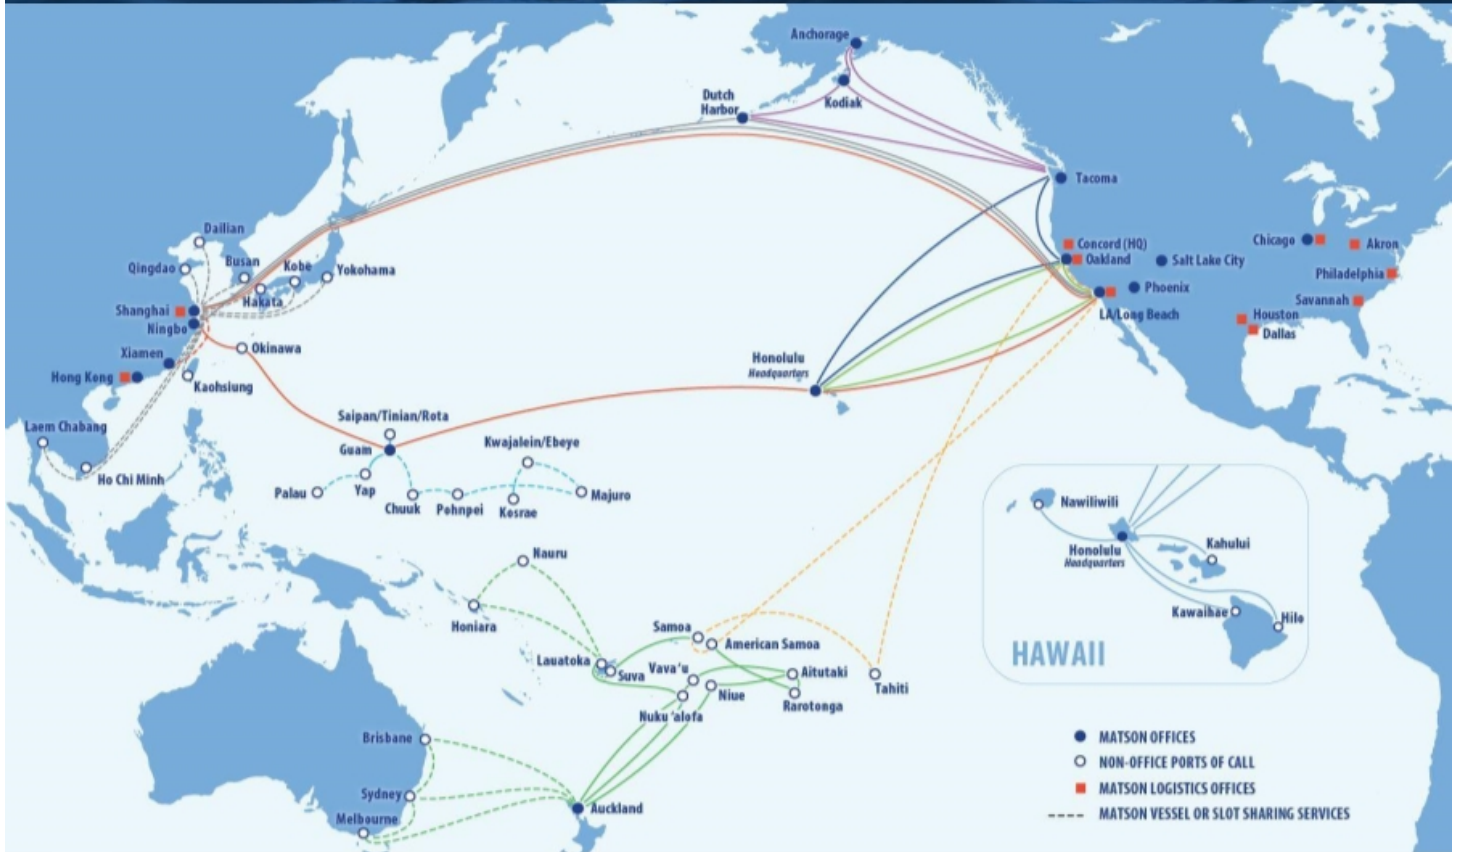 Anchorage
Kodiak
Dutch
Harbor
Tacoma
Concord (HQ)
Oakland
Salt Lake City
Phoenix
LA/Long Beach
Chicago
Akron
Philadelphia
Savannah
Houston
Dallas
Dailian
Qingdao
Busan
Kobe
Yokohama
Hakata
Shanghai
Ningbo
Xiamen
Okinawa
Hong Kong
Kaohsiung
Laem Chabang
Ho Chi Minh
Honolulu
Headquarters
Saipan/Tinian/Rota
Guam
Kwajalein/Ebeye
Palau
Yap
Chuuk
Pohnpei
Kosrae
Majuro
Nauru
Honiara
Samoa
American Samoa
Lauatoka
Suva
Vava‘u
Aitutaki
Niue
Rarotonga
Tahiti
Nuku ‘alofa
Brisbane
Sydney
Melbourne
Auckland
Nawiliwili
Honolulu
Headquarters
Kahului
Kawaihae
Hilo
HAWAII
MATSON OFFICES
NON-OFFICE PORTS OF CALL
MATSON LOGISTICS OFFICES
MATSON VESSEL OR SLOT SHARING SERVICES